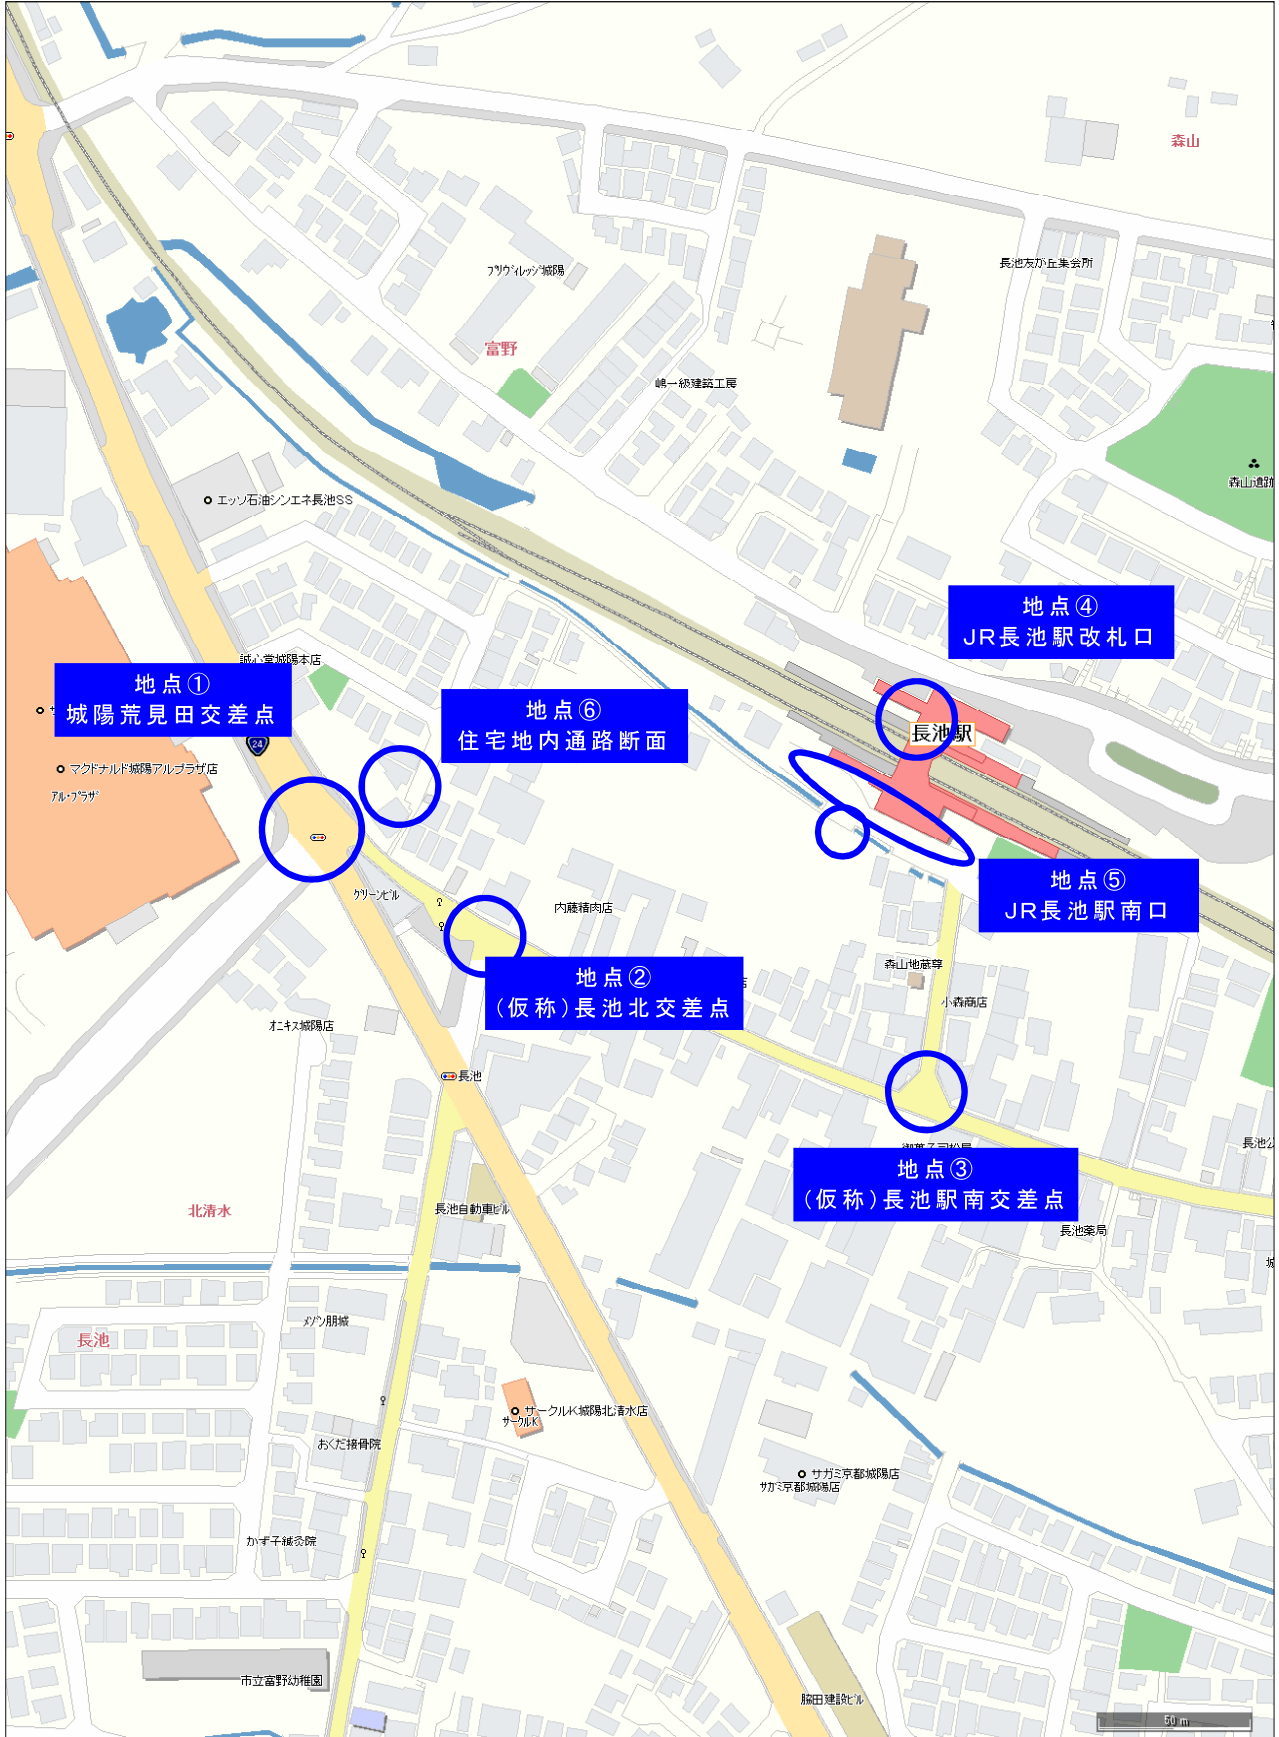 森山
長池友が丘集会所
プリヴィレッジ城陽
富野
嶋一級建築工房
森山遺跡
エッソ石油シンエネ長池SS
地点④
JR長池駅改札口
誠心堂城陽本店
地点①
城陽荒見田交差点
地点⑥
住宅地内通路断面
長池駅
24
マクドナルド城陽アルプラザ店
アル・プラザ
地点⑤
JR長池駅南口
グリーンビル
内藤精肉店
森山地蔵尊
地点②
(仮称)長池北交差点
店
小森商店
オニキス城陽店
長池
地点③
(仮称)長池駅南交差点
北清水
長池自動車ビル
長池薬局
メゾン朋城
長池
サークルK城陽北清水店
サークルK
おくだ接骨院
サガミ京都城陽店
サガミ京都城陽店
かず子鍼灸院
市立富野幼稚園
脇田建設ビル
50 m